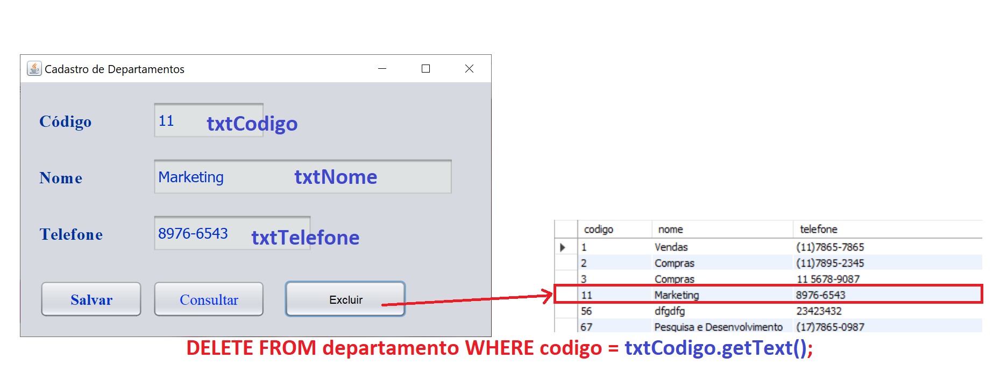 Cadastro de Departamentos
Código 11 txtCodigo
Nome Marketing txtNome
Telefone 8976-6543 txtTelefone
Salvar Consultar Excluir
codigo nome telefone
1 Vendas (11)7865-7865
2 Compras (11)7895-2345
3 Compras 11 5678-9087
11 Marketing 8976-6543
56 dfgdfg 23423432
67 Pesquisa e Desenvolvimento (17)7865-0987
DELETE FROM departamento WHERE codigo = txtCodigo.getText();